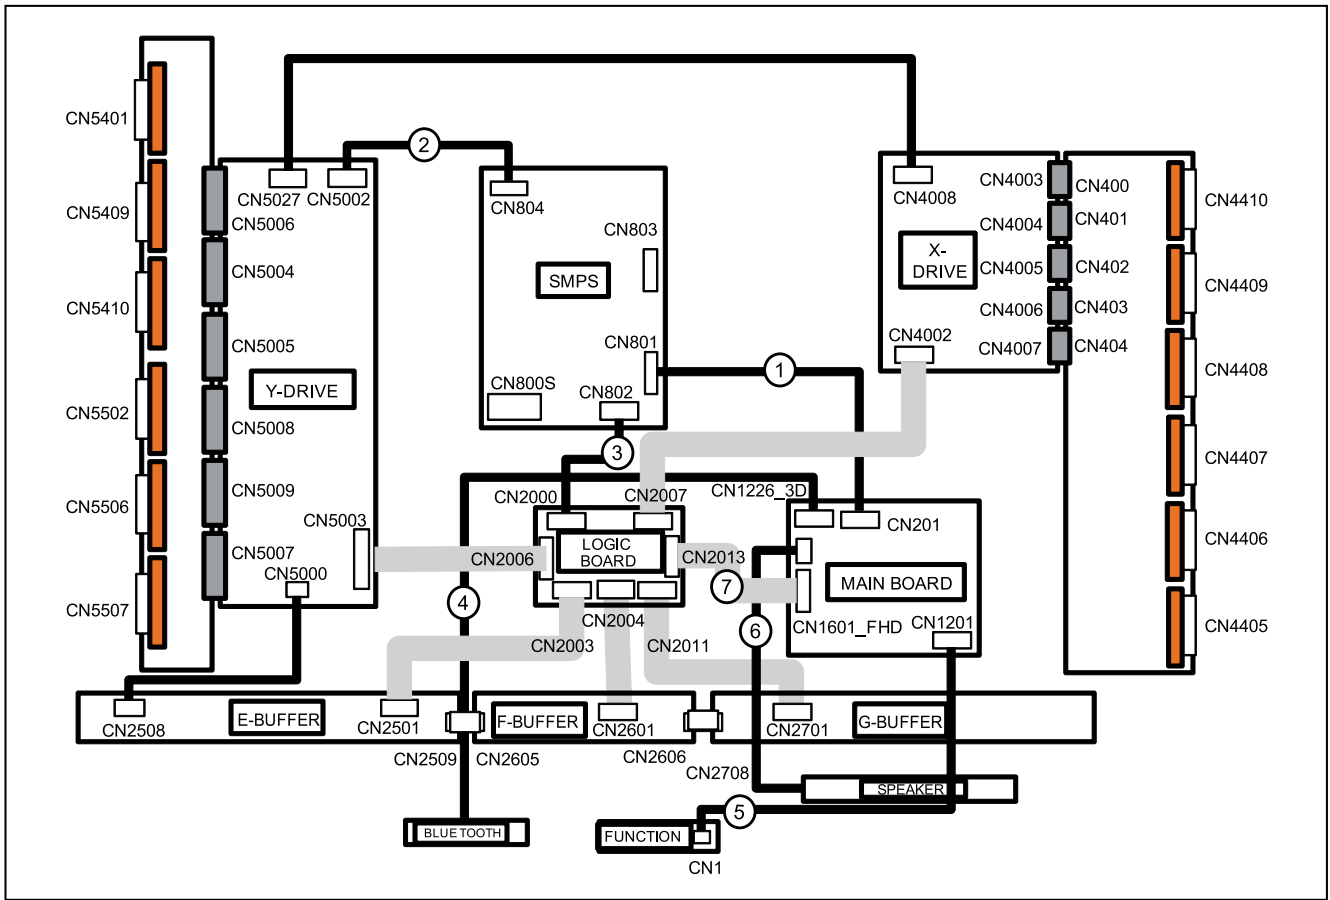 CN5401
CN5409
CN5410
CN5502
CN5506
CN5507
CN5027
CN5002
CN5006
CN5004
CN5005
Y-DRIVE
CN5008
CN5009
CN5003
CN5007
CN5000
2
CN804
CN803
SMPS
CN801
CN800S
CN802
1
3
CN4008
CN4003
CN400
CN4004
CN401
X-
DRIVE
CN4005
CN402
CN4006
CN403
CN4002
CN4007
CN404
CN4410
CN4409
CN4408
CN4407
CN4406
CN4405
CN2000
CN2007
CN1226_3D
CN201
CN2006
LOGIC
BOARD
CN2013
MAIN BOARD
7
4
CN2004
CN1601_FHD
CN1201
6
CN2003
CN2011
CN2508
E-BUFFER
CN2501
F-BUFFER
CN2601
CN2701
G-BUFFER
CN2509
CN2605
CN2606
CN2708
SPEAKER
5
BLUETOOTH
FUNCTION
CN1